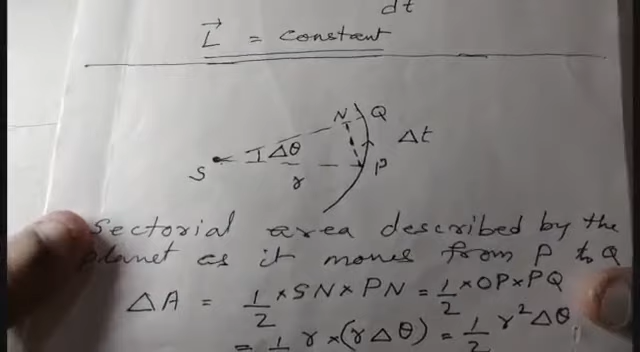 dt
L⃗ = constant
N Q
Δθ Δt
S P
r
Sectorial area described by the
planet as it moves from P to Q
ΔA = 1/2 × SN × PN = 1/2 × OP × PQ
= 1/2 r × (rΔθ) = 1/2 r² Δθ